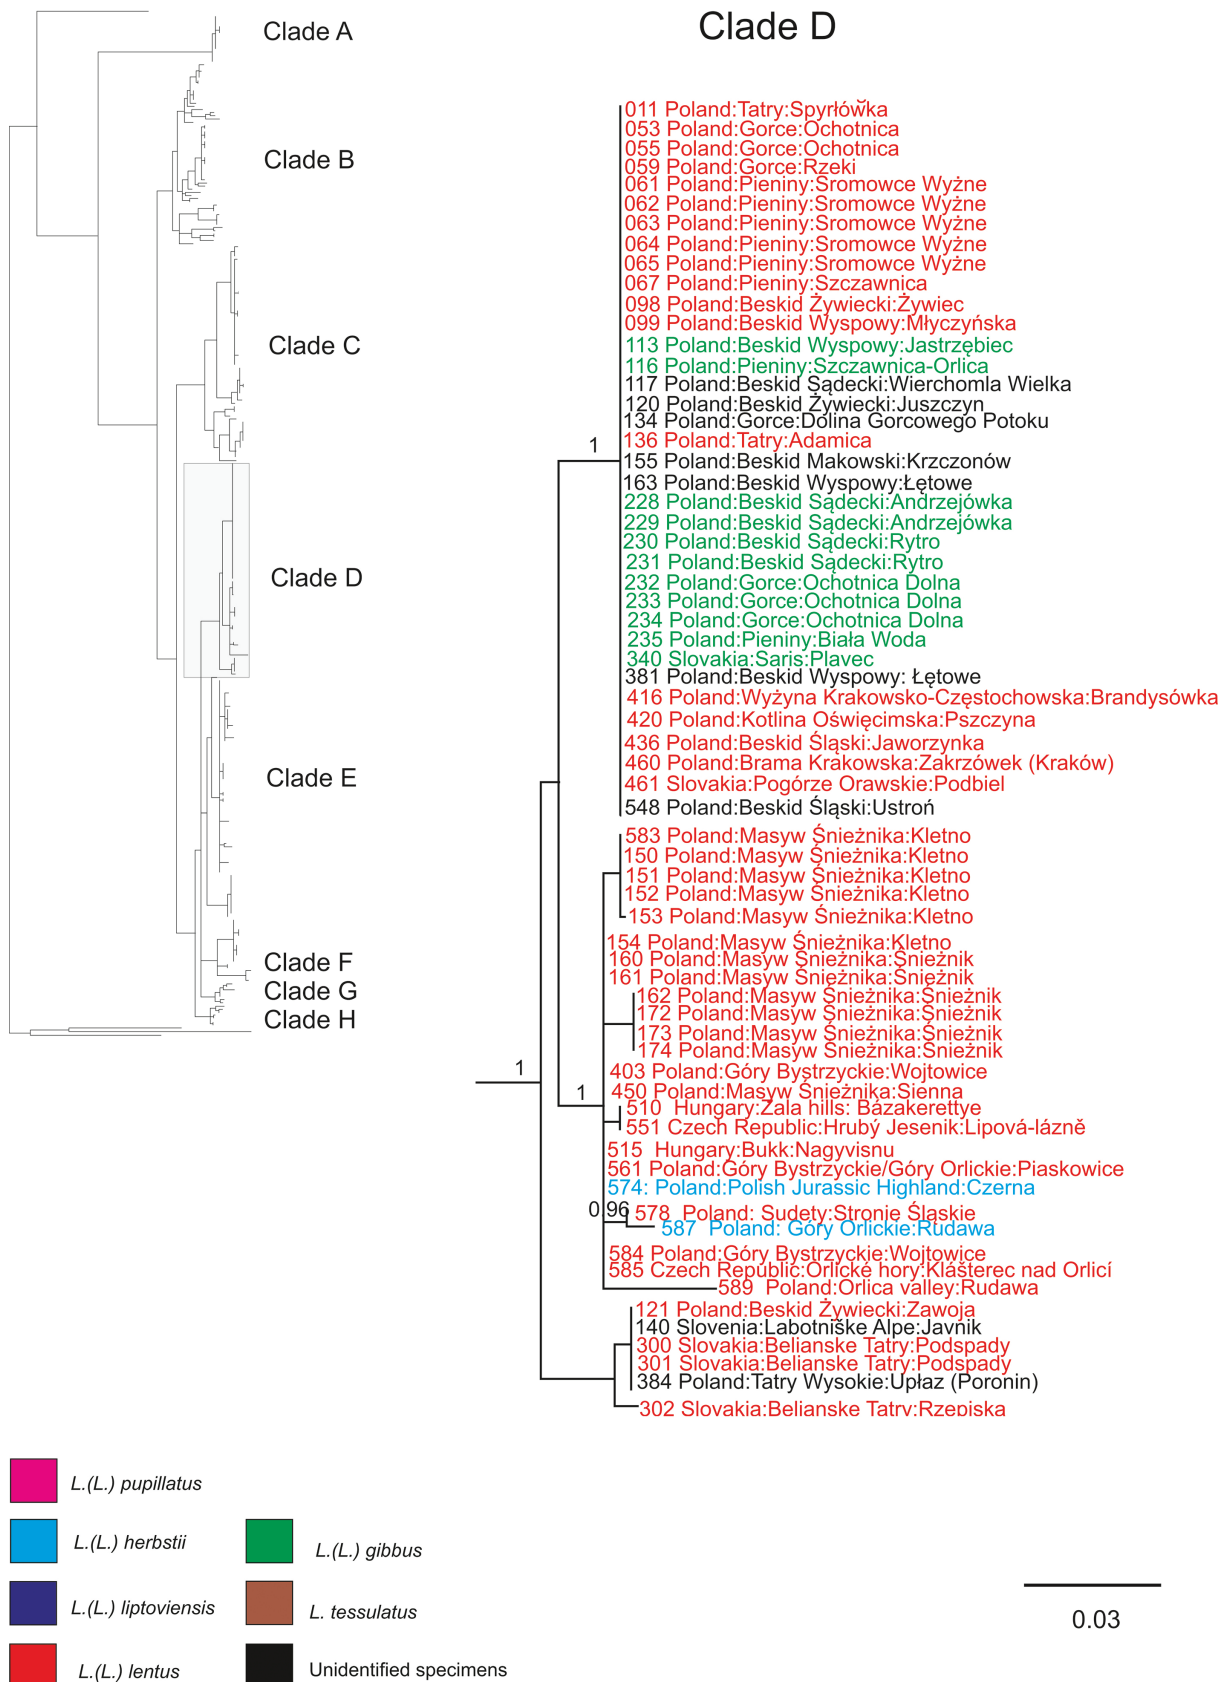 Clade D
Clade A
Clade B
Clade C
Clade D
Clade E
Clade F
Clade G
Clade H
011 Poland:Tatry:Spyrłówka
053 Poland:Gorce:Ochotnica
055 Poland:Gorce:Ochotnica
059 Poland:Gorce:Rzeki
061 Poland:Pieniny:Sromowce Wyżne
062 Poland:Pieniny:Sromowce Wyżne
063 Poland:Pieniny:Sromowce Wyżne
064 Poland:Pieniny:Sromowce Wyżne
065 Poland:Pieniny:Sromowce Wyżne
067 Poland:Pieniny:Szczawnica
098 Poland:Beskid Żywiecki:Żywiec
099 Poland:Beskid Wyspowy:Młyczyńska
113 Poland:Beskid Wyspowy:Jastrzębiec
116 Poland:Pieniny:Szczawnica-Orlica
117 Poland:Beskid Sądecki:Wierchomla Wielka
120 Poland:Beskid Żywiecki:Juszczyn
134 Poland:Gorce:Dolina Gorcowego Potoku
136 Poland:Tatry:Adamica
1
155 Poland:Beskid Makowski:Krzczonów
163 Poland:Beskid Wyspowy:Łętowe
228 Poland:Beskid Sądecki:Andrzejówka
229 Poland:Beskid Sądecki:Andrzejówka
230 Poland:Beskid Sądecki:Rytro
231 Poland:Beskid Sądecki:Rytro
232 Poland:Gorce:Ochotnica Dolna
233 Poland:Gorce:Ochotnica Dolna
234 Poland:Gorce:Ochotnica Dolna
235 Poland:Pieniny:Biała Woda
340 Slovakia:Saris:Plavec
381 Poland:Beskid Wyspowy: Łętowe
416 Poland:Wyżyna Krakowsko-Częstochowska:Brandysówka
420 Poland:Kotlina Oświęcimska:Pszczyna
436 Poland:Beskid Śląski:Jaworzynka
460 Poland:Brama Krakowska:Zakrzówek (Kraków)
461 Slovakia:Pogórze Orawskie:Podbiel
548 Poland:Beskid Śląski:Ustroń
583 Poland:Masyw Śnieżnika:Kletno
150 Poland:Masyw Śnieżnika:Kletno
151 Poland:Masyw Śnieżnika:Kletno
152 Poland:Masyw Śnieżnika:Kletno
153 Poland:Masyw Śnieżnika:Kletno
154 Poland:Masyw Śnieżnika:Kletno
160 Poland:Masyw Śnieżnika:Śnieżnik
161 Poland:Masyw Śnieżnika:Śnieżnik
162 Poland:Masyw Śnieżnika:Śnieżnik
172 Poland:Masyw Śnieżnika:Śnieżnik
173 Poland:Masyw Śnieżnika:Śnieżnik
174 Poland:Masyw Śnieżnika:Śnieżnik
1
403 Poland:Góry Bystrzyckie:Wojtowice
1
450 Poland:Masyw Śnieżnika:Sienna
510 Hungary:Zala hills: Bázakerettye
551 Czech Republic:Hrubý Jesenik:Lipová-lázně
515 Hungary:Bukk:Nagyvisnu
561 Poland:Góry Bystrzyckie/Góry Orlickie:Piaskowice
574: Poland:Polish Jurassic Highland:Czerna
0.96
578 Poland: Sudety:Stronie Śląskie
587 Poland: Góry Orlickie:Rudawa
584 Poland:Góry Bystrzyckie:Wojtowice
585 Czech Republic:Orlické hory:Klášterec nad Orlicí
589 Poland:Orlica valley:Rudawa
121 Poland:Beskid Żywiecki:Zawoja
140 Slovenia:Labotniške Alpe:Javnik
300 Slovakia:Belianske Tatry:Podspady
301 Slovakia:Belianske Tatry:Podspady
384 Poland:Tatry Wysokie:Upłaz (Poronin)
302 Slovakia:Belianske Tatry:Rzepiska
L.(L.) pupillatus
L.(L.) herbstii
L.(L.) gibbus
L.(L.) liptoviensis
L. tessulatus
L.(L.) lentus
Unidentified specimens
0.03